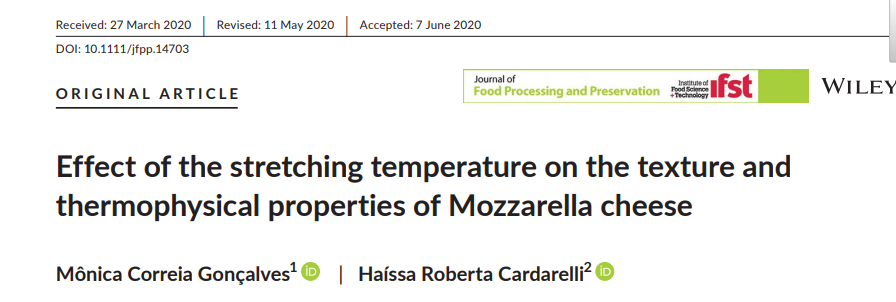 Received: 27 March 2020 | Revised: 11 May 2020 | Accepted: 7 June 2020
DOI: 10.1111/jfpp.14703
ORIGINAL ARTICLE
Journal of
Food Processing and Preservation
Institute of
Food Science
+Technology
ifst
WILEY
Effect of the stretching temperature on the texture and
thermophysical properties of Mozzarella cheese
Mônica Correia Gonçalves1 iD | Haíssa Roberta Cardarelli2 iD